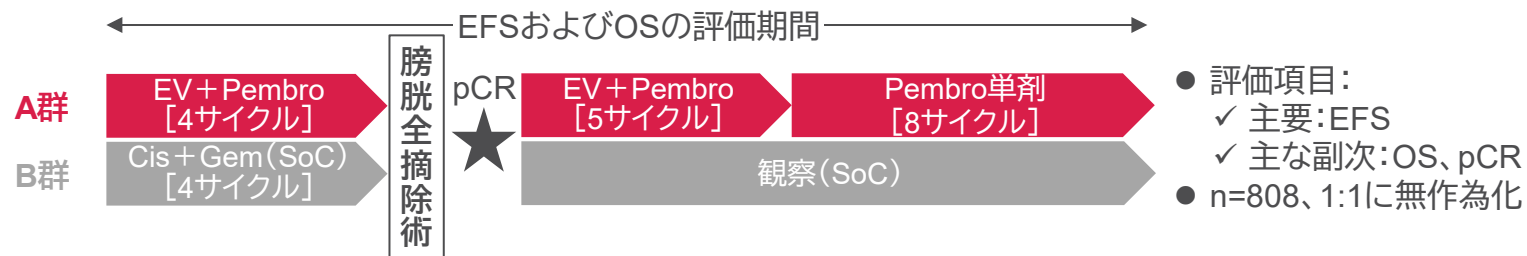 EFSおよびOSの評価期間
A群
EV+Pembro
[4サイクル]
B群
Cis+Gem(SoC)
[4サイクル]
膀胱全摘除術
pCR
EV+Pembro
[5サイクル]
Pembro単剤
[8サイクル]
観察(SoC)
● 評価項目:
✓ 主要:EFS
✓ 主な副次:OS、pCR
● n=808、1:1に無作為化